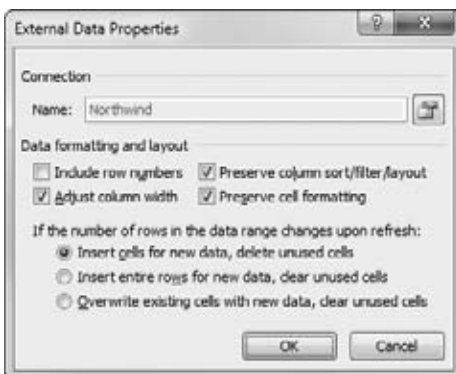 External Data Properties
Connection
Name: Northwind
Data formatting and layout
Include row numbers Preserve column sort/filter/layout
Adjust column width Preserve cell formatting
If the number of rows in the data range changes upon refresh:
Insert cells for new data, delete unused cells
Insert entire rows for new data, clear unused cells
Overwrite existing cells with new data, clear unused cells
OK Cancel